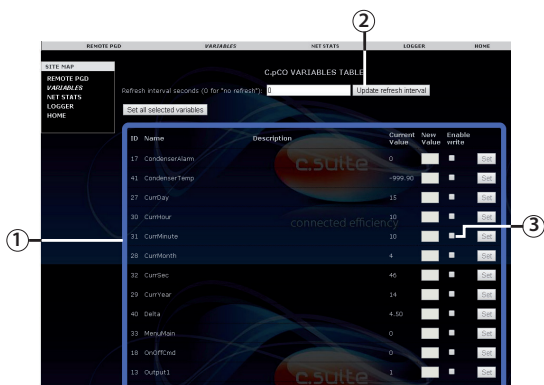 2
REMOTE PGD VARIABLES NET STATS LOGGER HOME
SITE MAP
REMOTE PGD
VARIABLES
NET STATS
LOGGER
HOME
C.pCO VARIABLES TABLE
Refresh interval seconds (0 for "no refresh"): 0 Update refresh interval
Set all selected variables
ID Name Description Current Value New Value Enable write
17 CondenserAlarm 0 Set
c.suite
41 CondenserTemp -999.90 Set
27 CurrDay 15 Set
30 CurrHour 10 Set
connected efficiency
3
1
31 CurrMinute 10 Set
28 CurrMonth 4 Set
32 CurrSec 46 Set
29 CurrYear 14 Set
40 Delta 4.50 Set
33 MenuMain 0 Set
18 OnOffCmd 0 Set
13 Output1 1 Set
c.suite